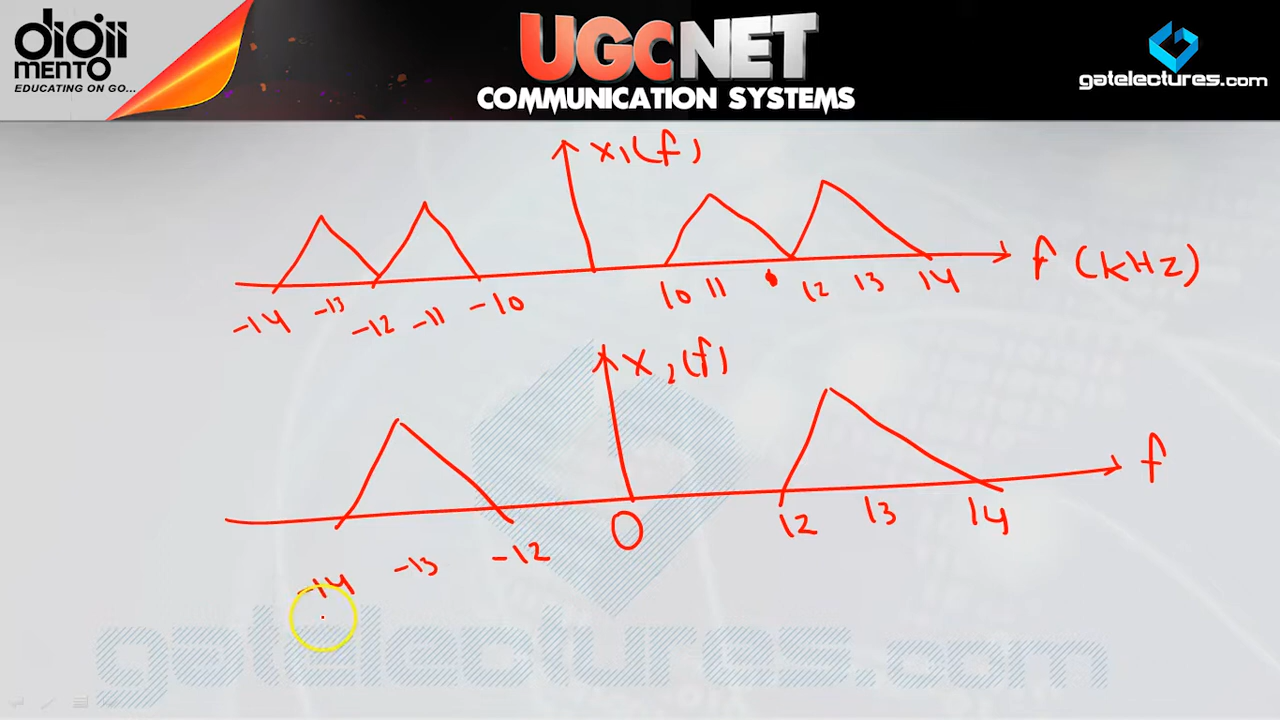 digii
mento
EDUCATING ON GO...
UGCNET
COMMUNICATION SYSTEMS
gatelectures.com
x₁(f)
-14 -13 -12 -11 -10 10 11 12 13 14 f (kHz)
x₂(f)
-14 -13 -12 0 12 13 14 f
gatelectures.com